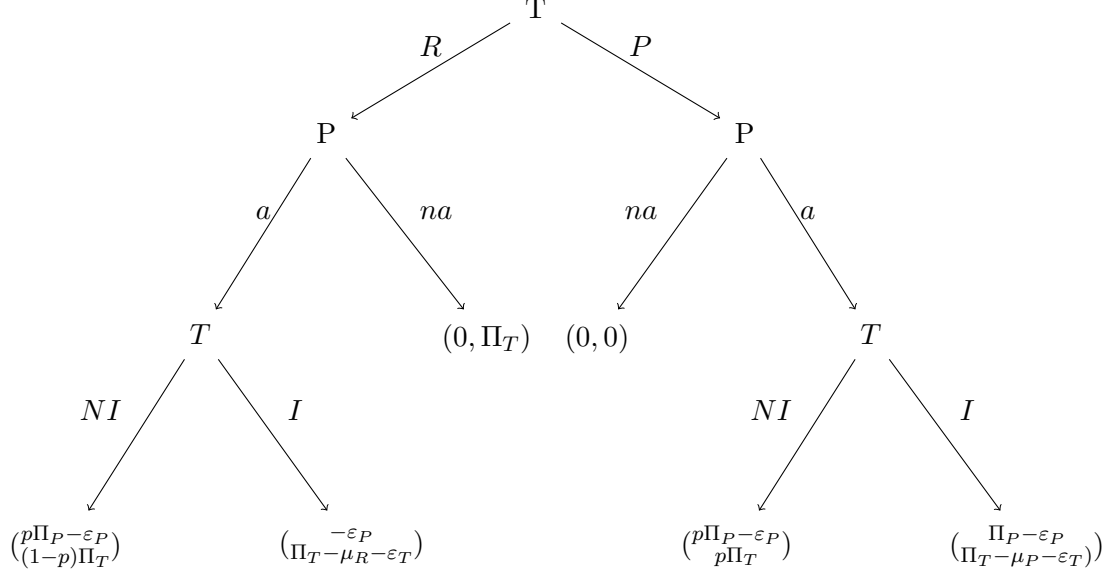 T
R P
P P
a na na a
T (0, Π_T) (0, 0) T
NI I NI I
(pΠ_P−ε_P −ε_P (pΠ_P−ε_P (Π_P−ε_P
(1−p)Π_T) (Π_T−μ_R−ε_T) pΠ_T) Π_T−μ_P−ε_T)